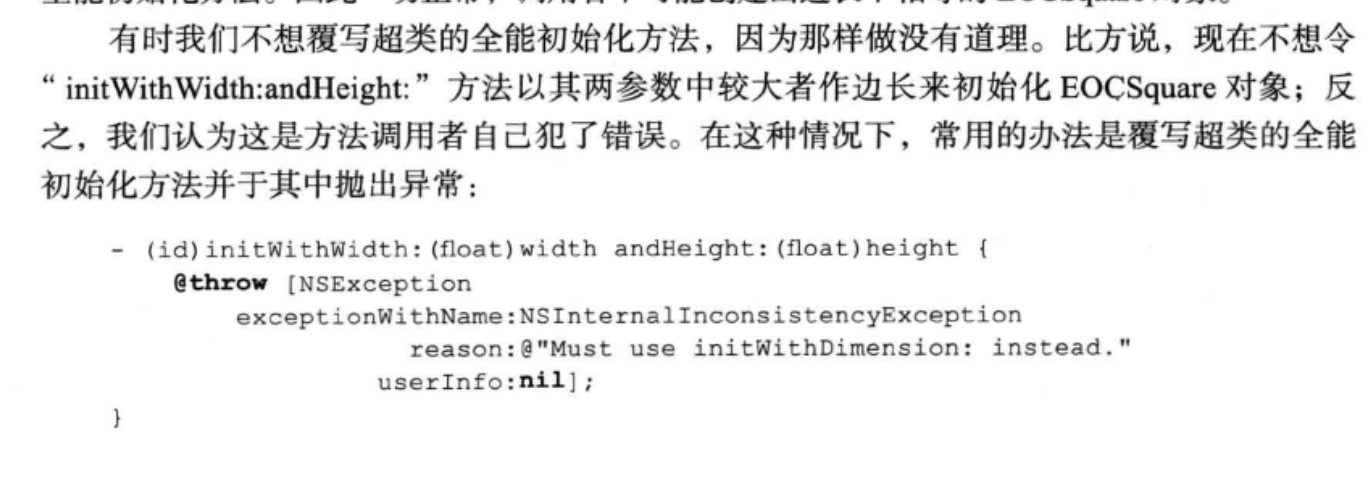 有时我们不想覆写超类的全能初始化方法，因为那样做没有道理。比方说，现在不想令
“initWithWidth:andHeight:”方法以其两参数中较大者作边长来初始化 EOCSquare 对象；反
之，我们认为这是方法调用者自己犯了错误。在这种情况下，常用的办法是覆写超类的全能
初始化方法并于其中抛出异常：
- (id)initWithWidth:(float)width andHeight:(float)height {
@throw [NSException
exceptionWithName:NSInternalInconsistencyException
reason:@"Must use initWithDimension: instead."
userInfo:nil];
}